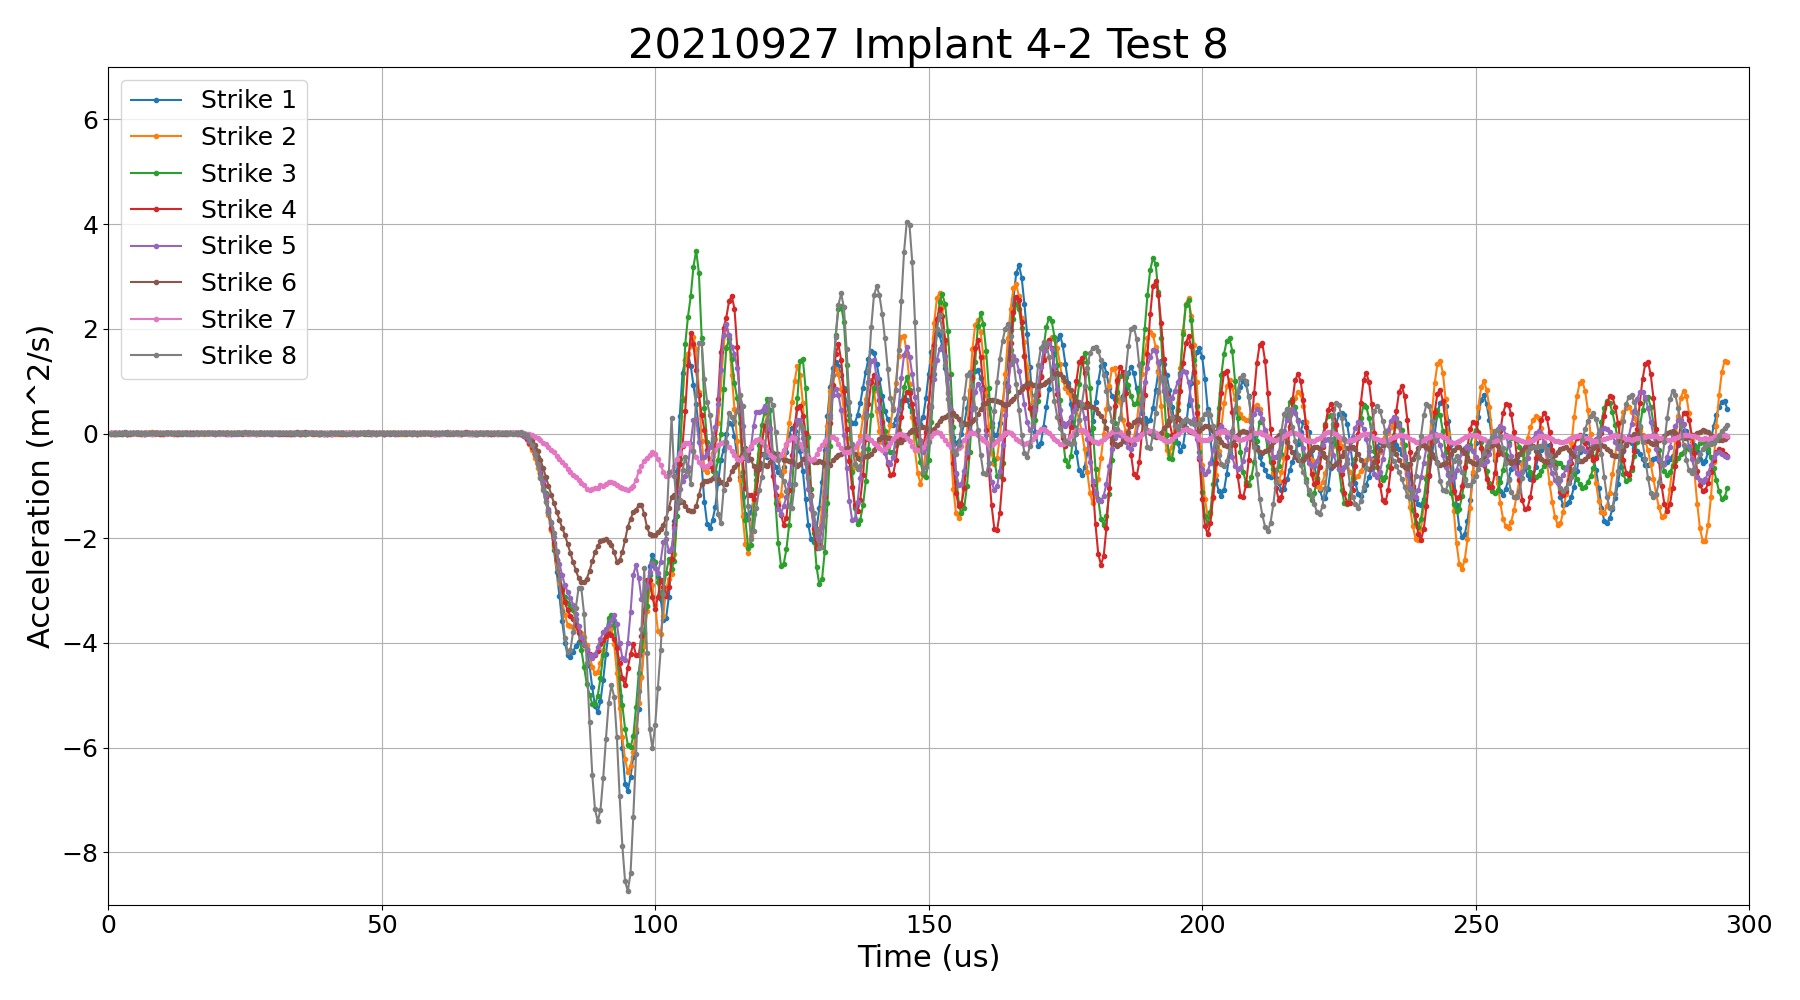 20210927 Implant 4-2 Test 8
Strike 1
Strike 2
Strike 3
Strike 4
Strike 5
Strike 6
Strike 7
Strike 8
Acceleration (m^2/s)
6
4
2
0
−2
−4
−6
−8
0 50 100 150 200 250 300
Time (us)